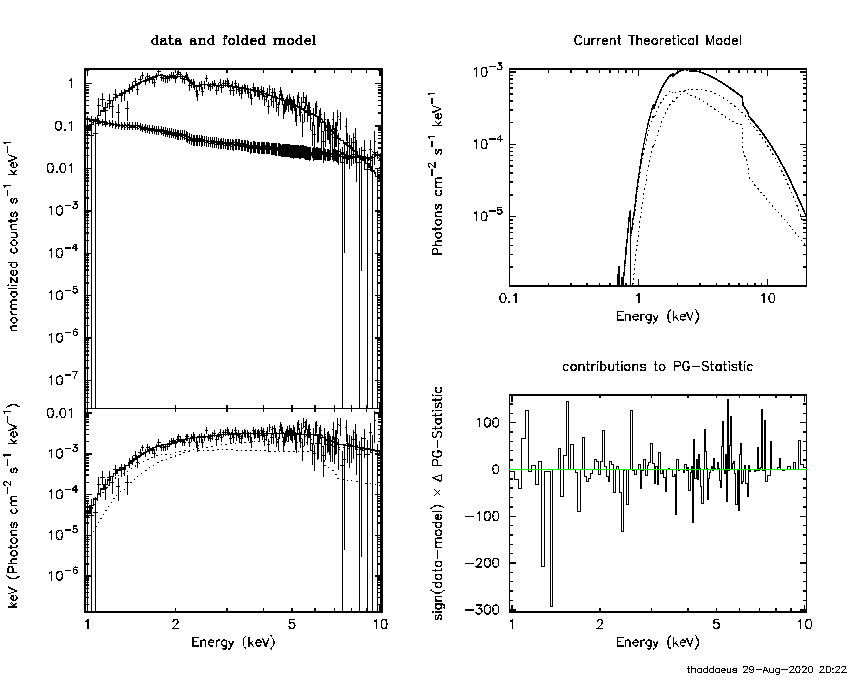 data and folded model
normalized counts s⁻¹ keV⁻¹
1
0.1
0.01
10⁻³
10⁻⁴
10⁻⁵
10⁻⁶
10⁻⁷
keV (Photons cm⁻² s⁻¹ keV⁻¹)
0.01
10⁻³
10⁻⁴
10⁻⁵
10⁻⁶
1 2 5 10
Energy (keV)
Current Theoretical Model
Photons cm⁻² s⁻¹ keV⁻¹
10⁻³
10⁻⁴
10⁻⁵
0.1 1 10
Energy (keV)
contributions to PG-Statistic
sign(data-model) × Δ PG-Statistic
100
0
-100
-200
-300
1 2 5 10
Energy (keV)
thaddaeus 29-Aug-2020 20:22